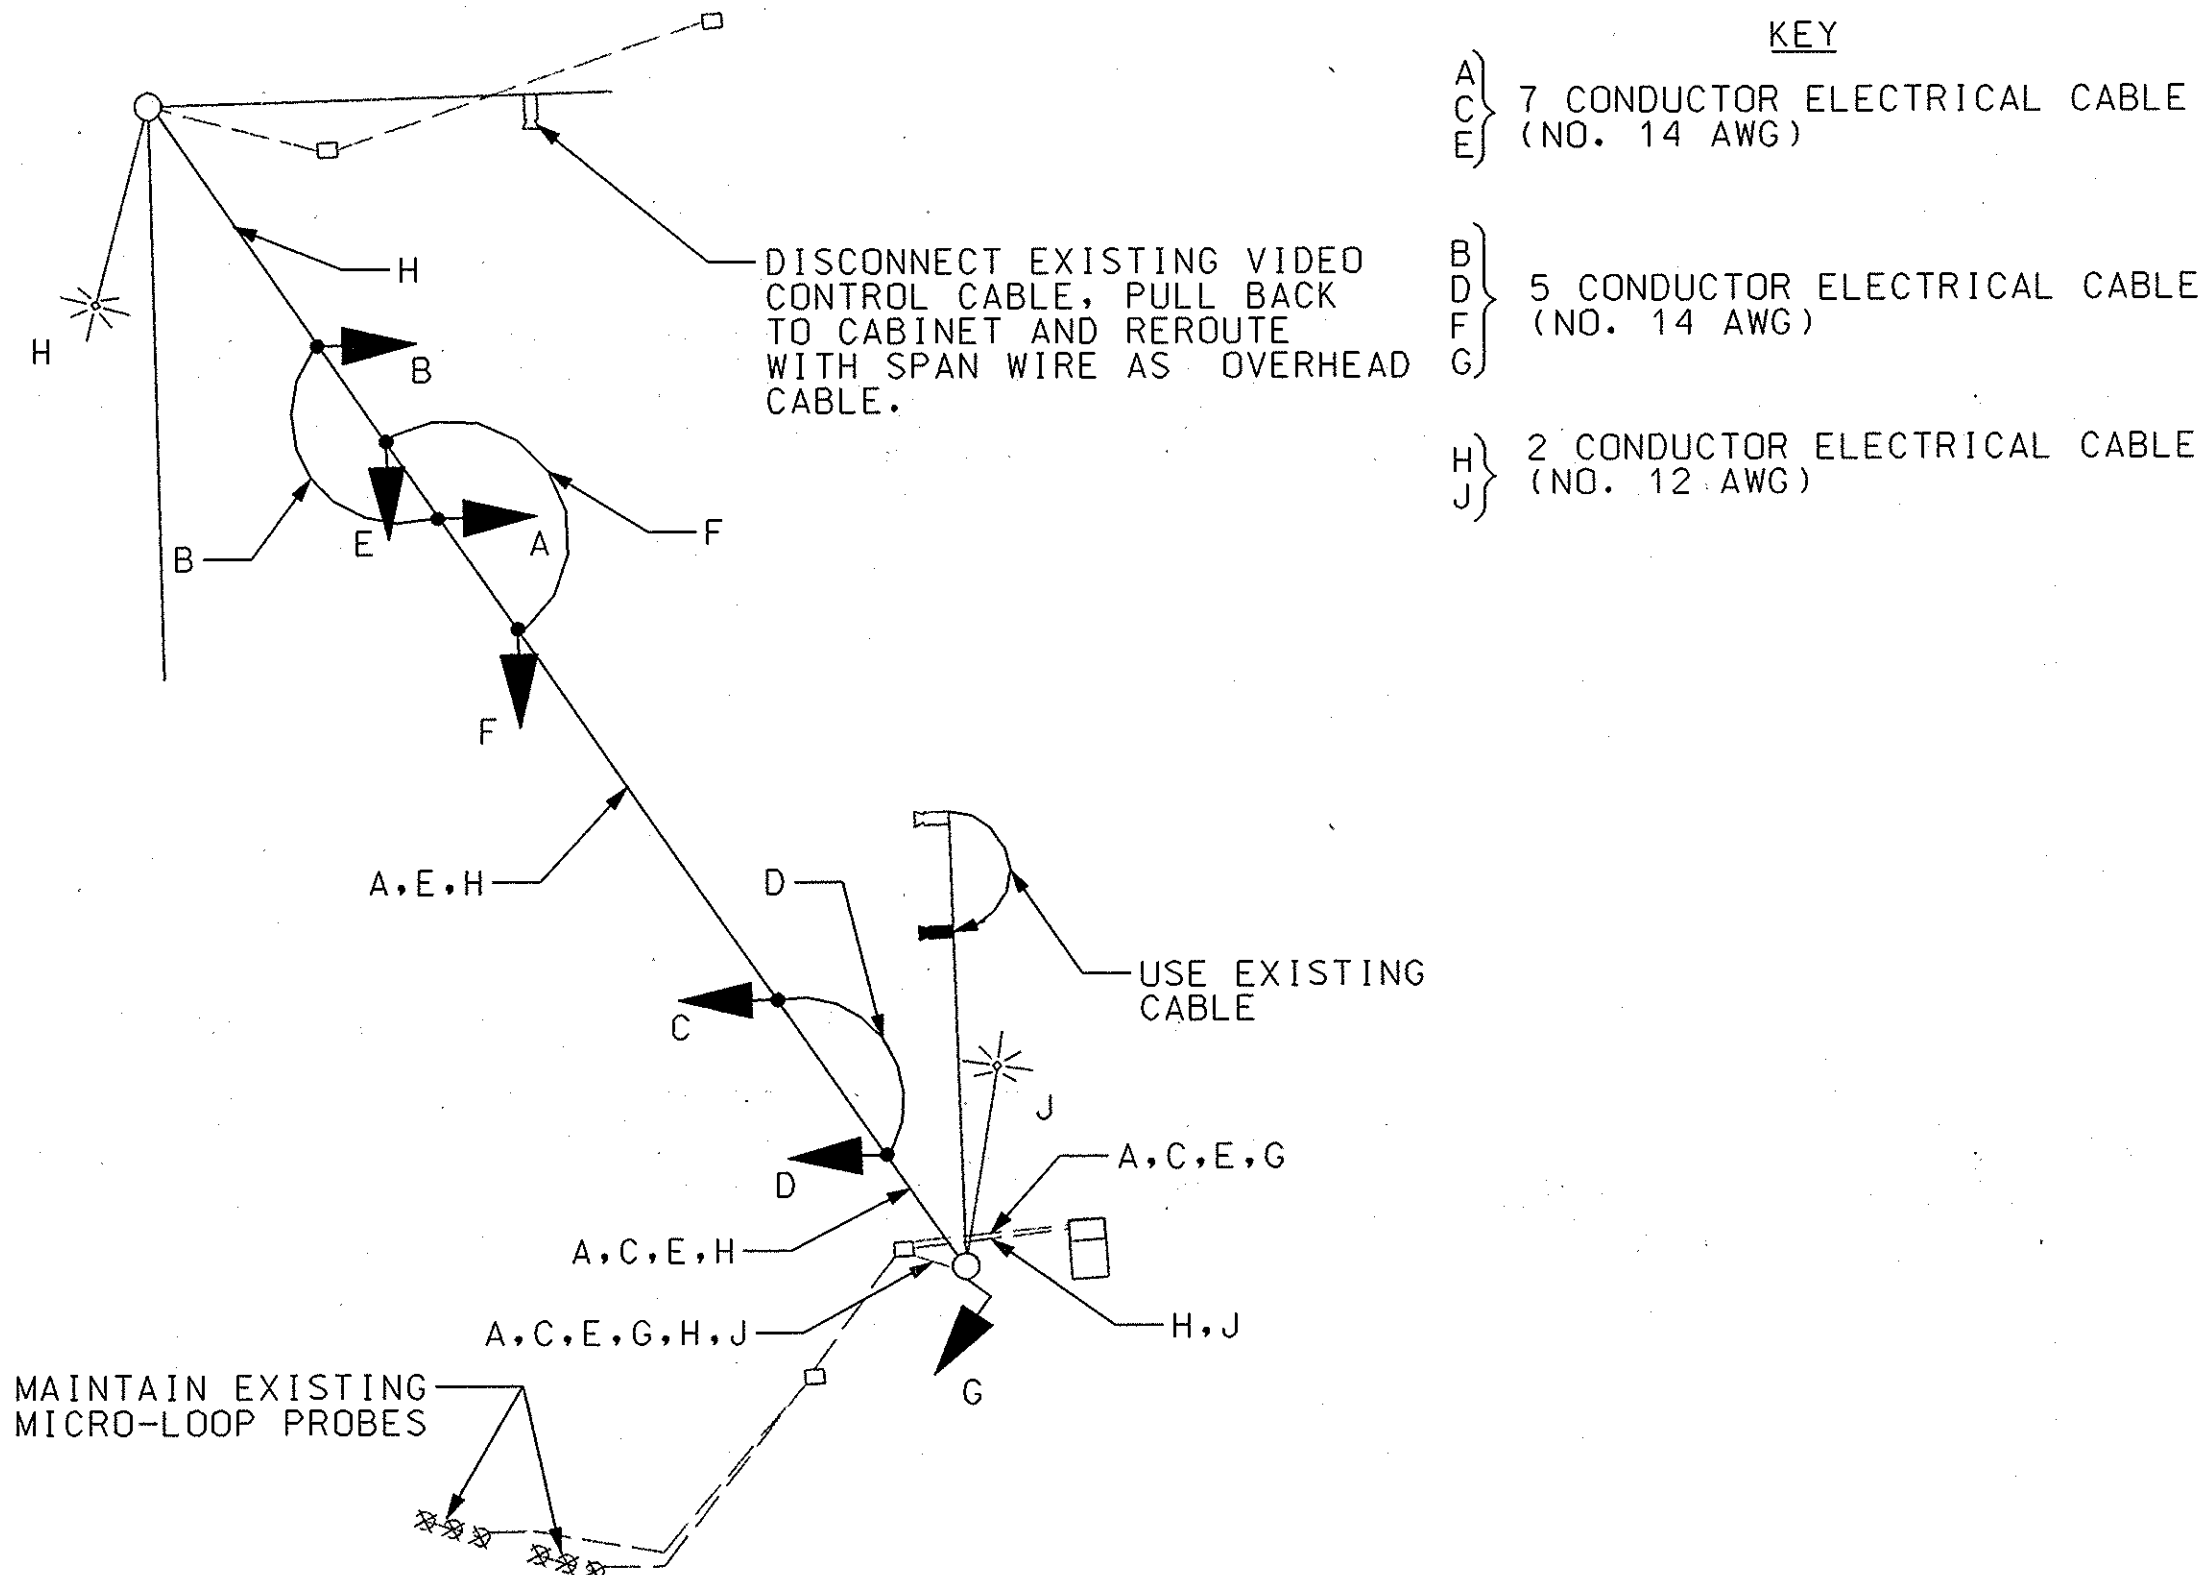 KEY
A
C
E
7 CONDUCTOR ELECTRICAL CABLE
(NO. 14 AWG)
B
D
F
G
5 CONDUCTOR ELECTRICAL CABLE
(NO. 14 AWG)
H
J
2 CONDUCTOR ELECTRICAL CABLE
(NO. 12 AWG)
DISCONNECT EXISTING VIDEO
CONTROL CABLE, PULL BACK
TO CABINET AND REROUTE
WITH SPAN WIRE AS OVERHEAD
CABLE.
H
H
B
B
E
A
F
F
A,E,H
D
USE EXISTING
CABLE
C
J
D
A,C,E,G
A,C,E,H
A,C,E,G,H,J
H,J
G
MAINTAIN EXISTING
MICRO-LOOP PROBES